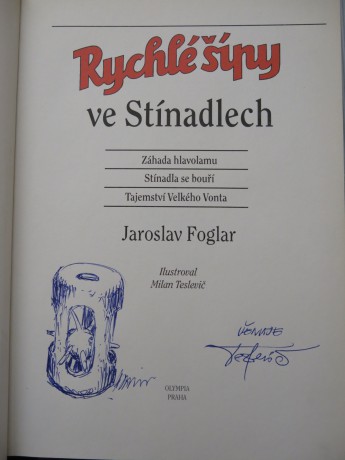 Rychlé šípy
ve Stínadlech
Záhada hlavolamu
Stínadla se bouří
Tajemství Velkého Vonta
Jaroslav Foglar
Ilustroval
Milan Teslevič
VĚNUJE
OLYMPIA
PRAHA